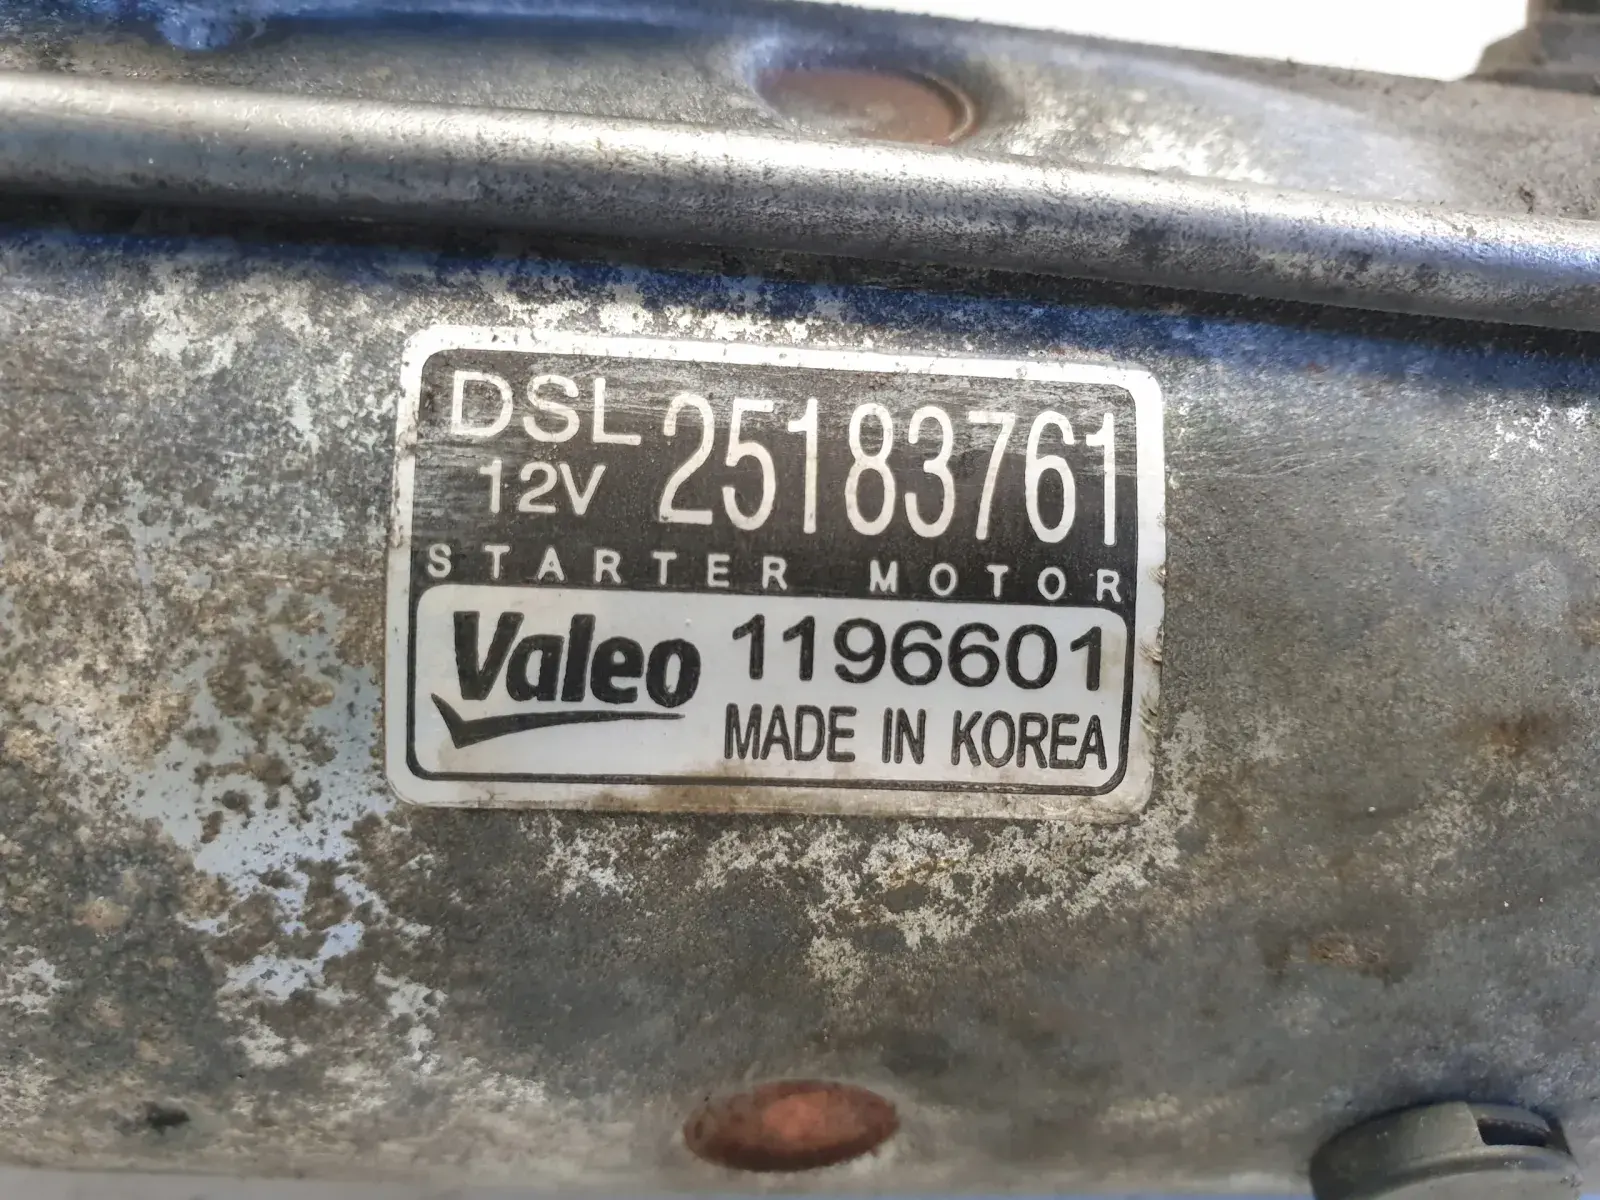 DSL 25183761
12V
STARTER MOTOR
Valeo 1196601
MADE IN KOREA